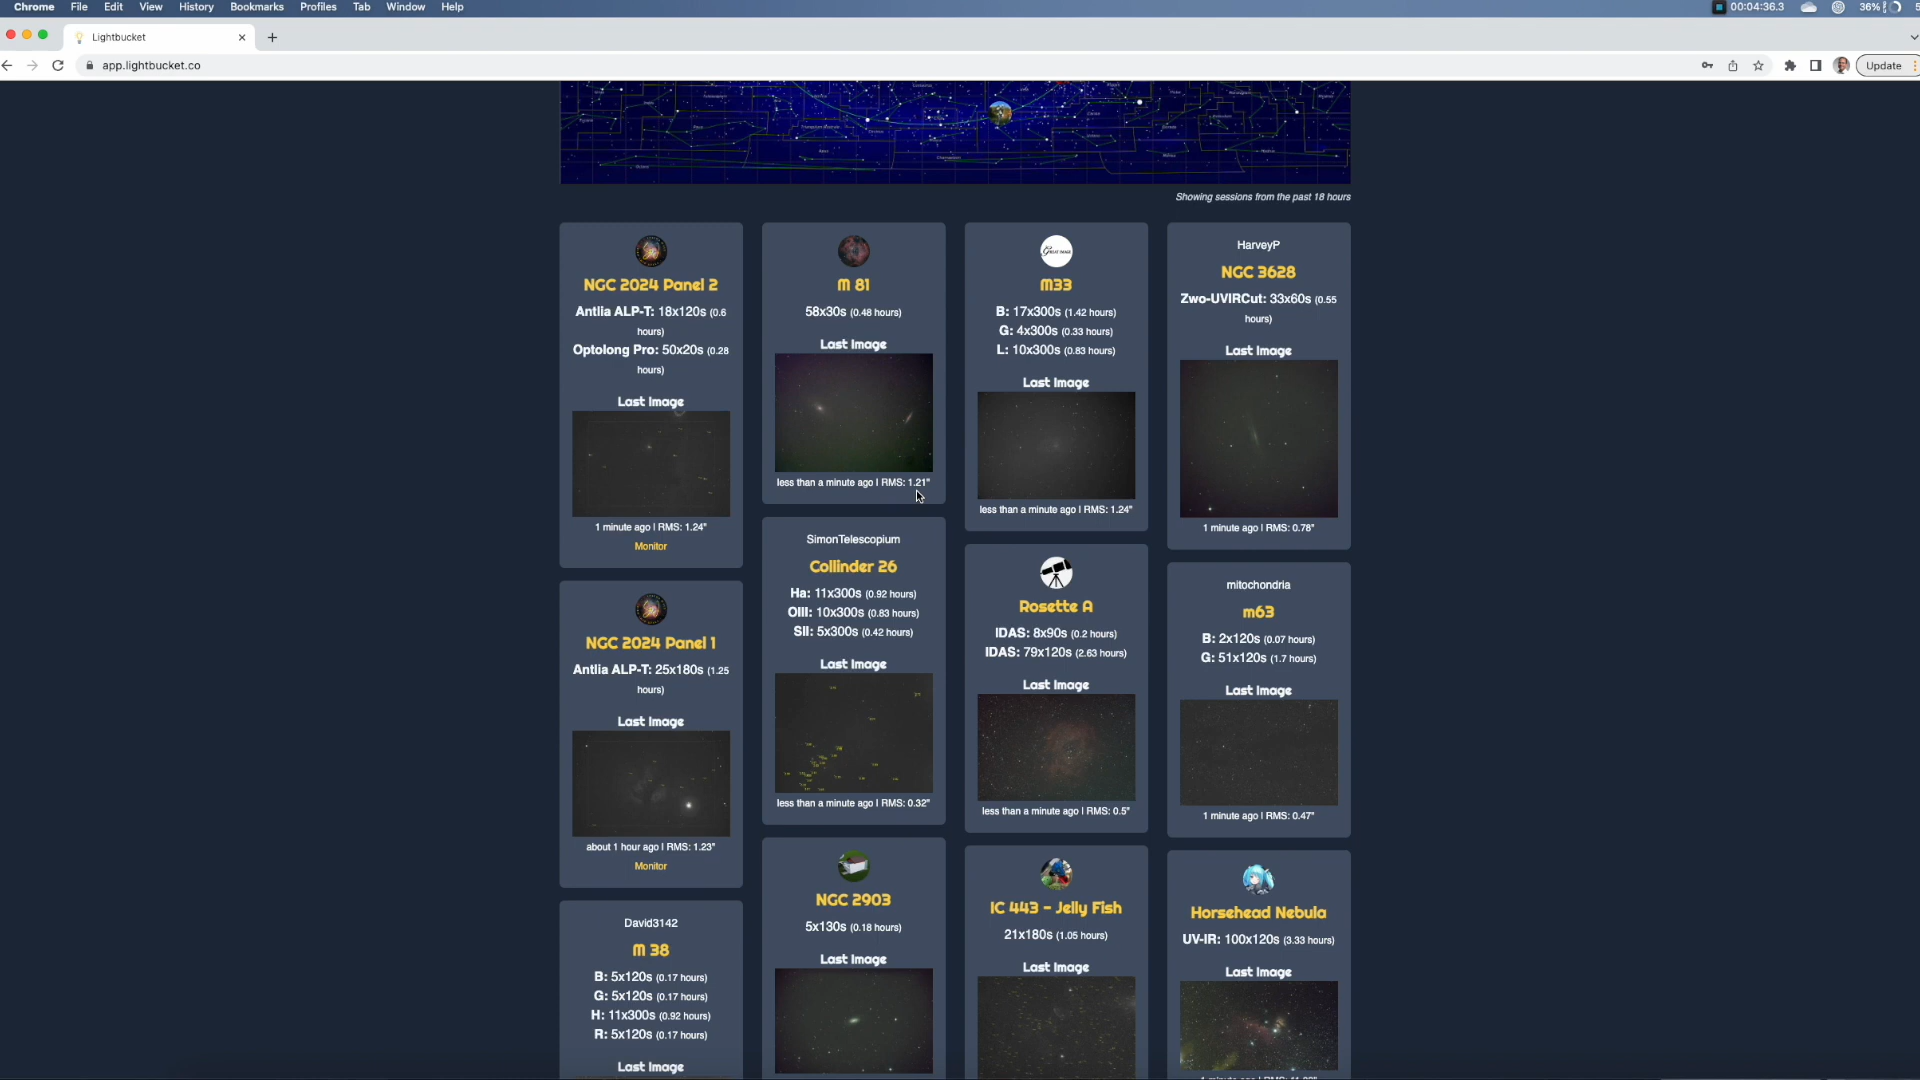 Chrome File Edit View History Bookmarks Profiles Tab Window Help
00:04:36.3
36%
Lightbucket
app.lightbucket.co
Update
Showing sessions from the past 18 hours
NGC 2024 Panel 2
Antlia ALP-T: 18x120s (0.6
hours)
Optolong Pro: 50x20s (0.28
hours)
Last Image
1 minute ago | RMS: 1.24"
Monitor
NGC 2024 Panel 1
Antlia ALP-T: 25x180s (1.25
hours)
Last Image
about 1 hour ago | RMS: 1.23"
Monitor
David3142
M 38
B: 5x120s (0.17 hours)
G: 5x120s (0.17 hours)
H: 11x300s (0.92 hours)
R: 5x120s (0.17 hours)
Last Image
M 81
58x30s (0.48 hours)
Last Image
less than a minute ago | RMS: 1.21"
SimonTelescopium
Collinder 26
Ha: 11x300s (0.92 hours)
OIII: 10x300s (0.83 hours)
SII: 5x300s (0.42 hours)
Last Image
less than a minute ago | RMS: 0.32"
NGC 2903
5x130s (0.18 hours)
Last Image
M33
B: 17x300s (1.42 hours)
G: 4x300s (0.33 hours)
L: 10x300s (0.83 hours)
Last Image
less than a minute ago | RMS: 1.24"
Rosette A
IDAS: 8x90s (0.2 hours)
IDAS: 79x120s (2.63 hours)
Last Image
less than a minute ago | RMS: 0.5"
IC 443 - Jelly Fish
21x180s (1.05 hours)
Last Image
HarveyP
NGC 3628
Zwo-UVIRCut: 33x60s (0.55
hours)
Last Image
1 minute ago | RMS: 0.78"
mitochondria
m63
B: 2x120s (0.07 hours)
G: 51x120s (1.7 hours)
Last Image
1 minute ago | RMS: 0.47"
Horsehead Nebula
UV-IR: 100x120s (3.33 hours)
Last Image